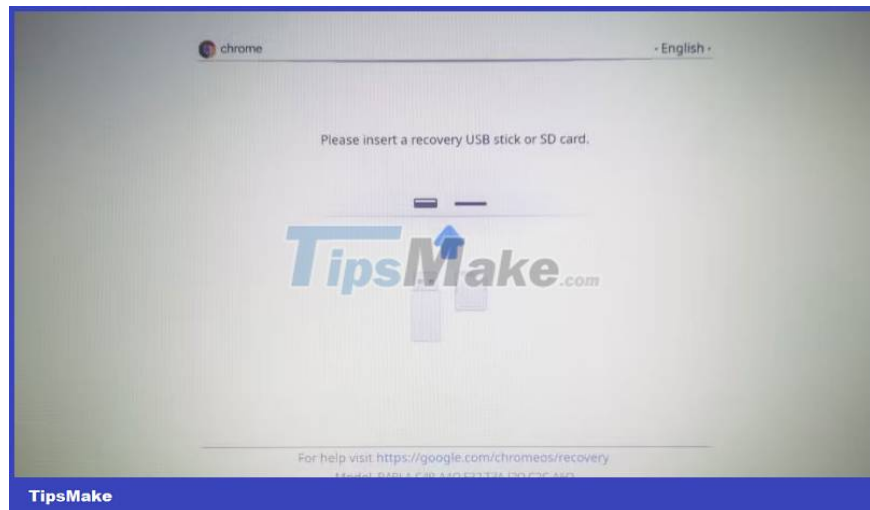 chrome
- English -
Please insert a recovery USB stick or SD card.
TipsMake.com
For help visit https://google.com/chromeos/recovery
TipsMake